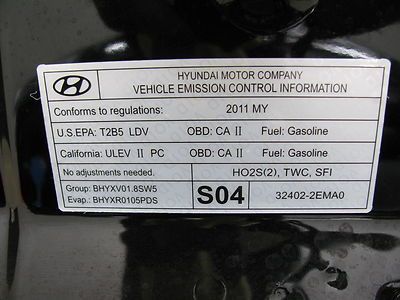 HYUNDAI MOTOR COMPANY
VEHICLE EMISSION CONTROL INFORMATION
Conforms to regulations: 2011 MY
U.S.EPA: T2B5 LDV OBD: CA II Fuel: Gasoline
California: ULEV II PC OBD: CA II Fuel: Gasoline
No adjustments needed. HO2S(2), TWC, SFI
Group: BHYXV01.8SW5
Evap.: BHYXR0105PDS
S04
32402-2EMA0